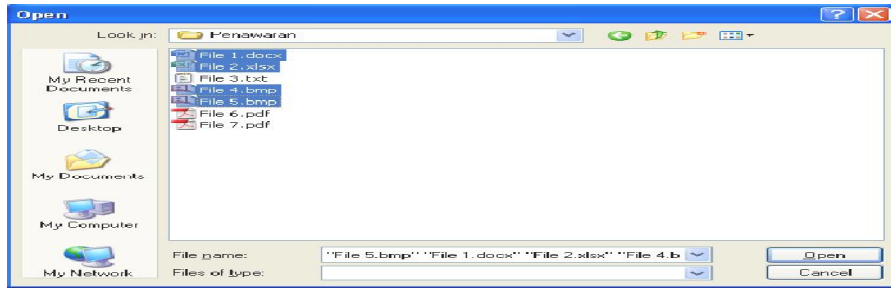 Open
Look in: Penawaran
File 1.docx
File 2.xlsx
File 3.txt
File 4.bmp
File 5.bmp
File 6.pdf
File 7.pdf
My Recent
Documents
Desktop
My Documents
My Computer
My Network
File name: "File 5.bmp" "File 1.docx" "File 2.xlsx" "File 4.b
Open
Files of type:
Cancel